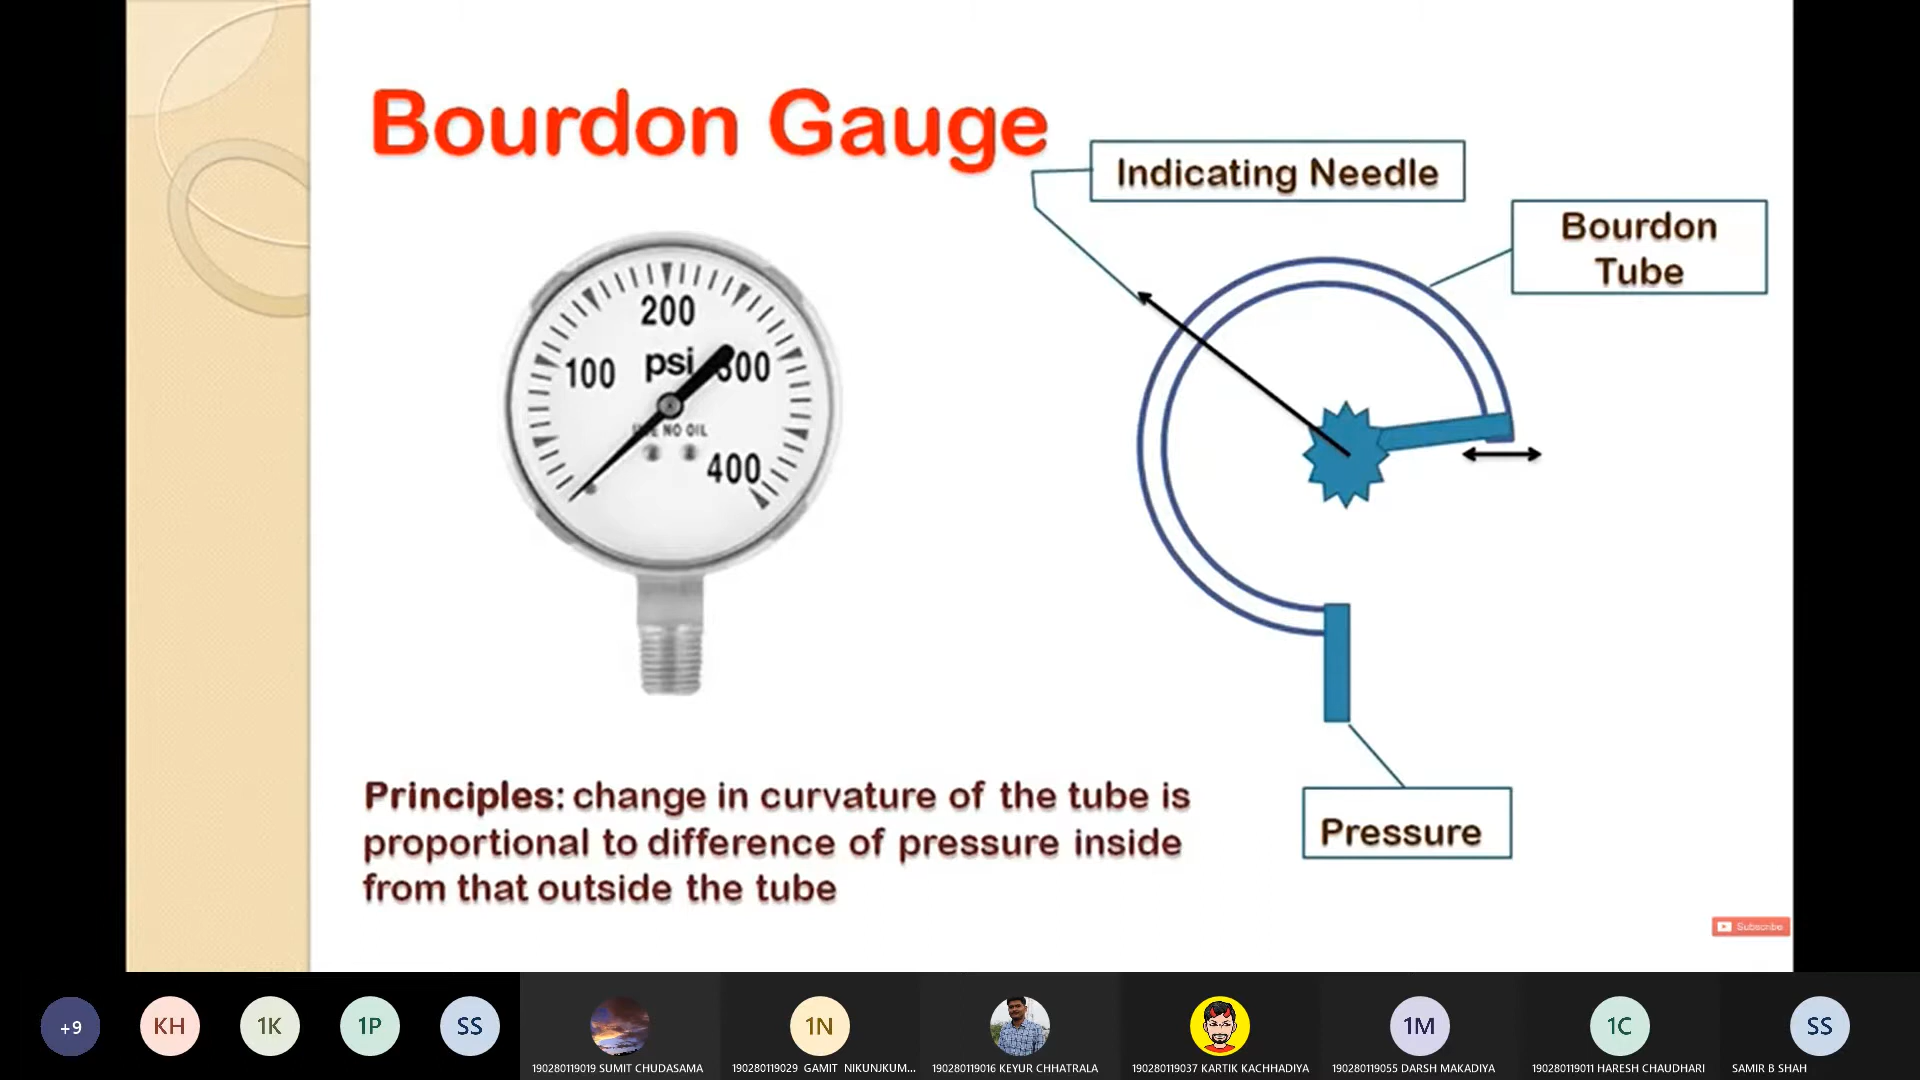 Bourdon Gauge
Indicating Needle
Bourdon
Tube
200
100
psi
300
NO OIL
400
Pressure
Principles: change in curvature of the tube is
proportional to difference of pressure inside
from that outside the tube
Subscribe
+9
KH
1K
1P
SS
1N
1M
1C
SS
190280119019 SUMIT CHUDASAMA
190280119029 GAMIT NIKUNJKUM...
190280119016 KEYUR CHHATRALA
190280119037 KARTIK KACHHADIYA
190280119055 DARSH MAKADIYA
190280119011 HARESH CHAUDHARI
SAMIR B SHAH